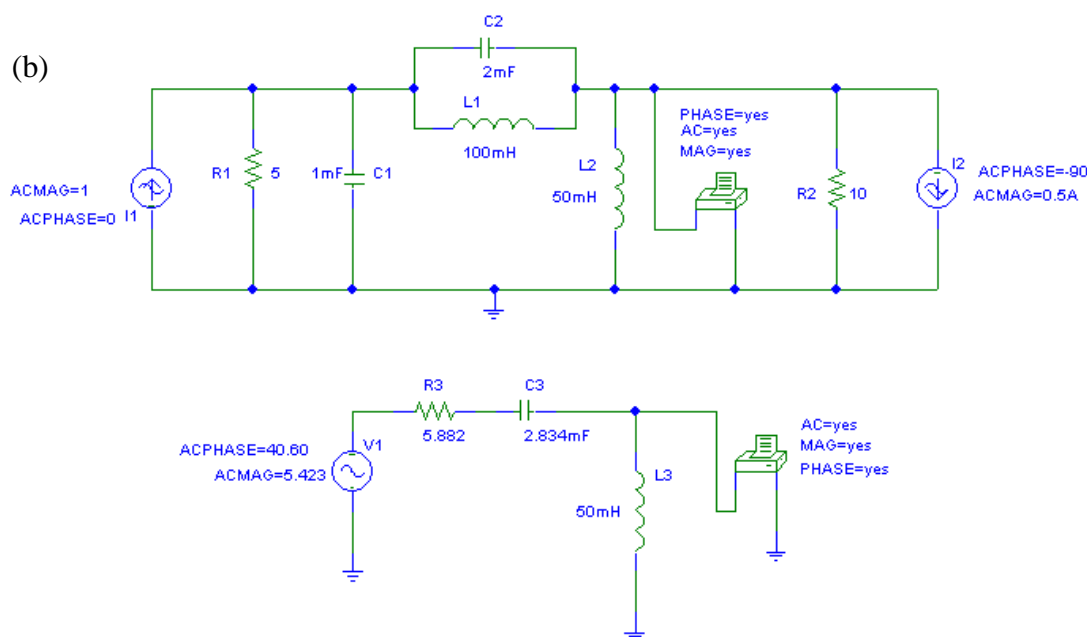 (b)
C2
2mF
L1
100mH
PHASE=yes
AC=yes
MAG=yes
ACMAG=1
ACPHASE=0
I1
R1
5
1mF
C1
L2
50mH
R2
10
I2
ACPHASE=-90
ACMAG=0.5A
R3
5.882
C3
2.834mF
ACPHASE=40.60
ACMAG=5.423
V1
L3
50mH
AC=yes
MAG=yes
PHASE=yes